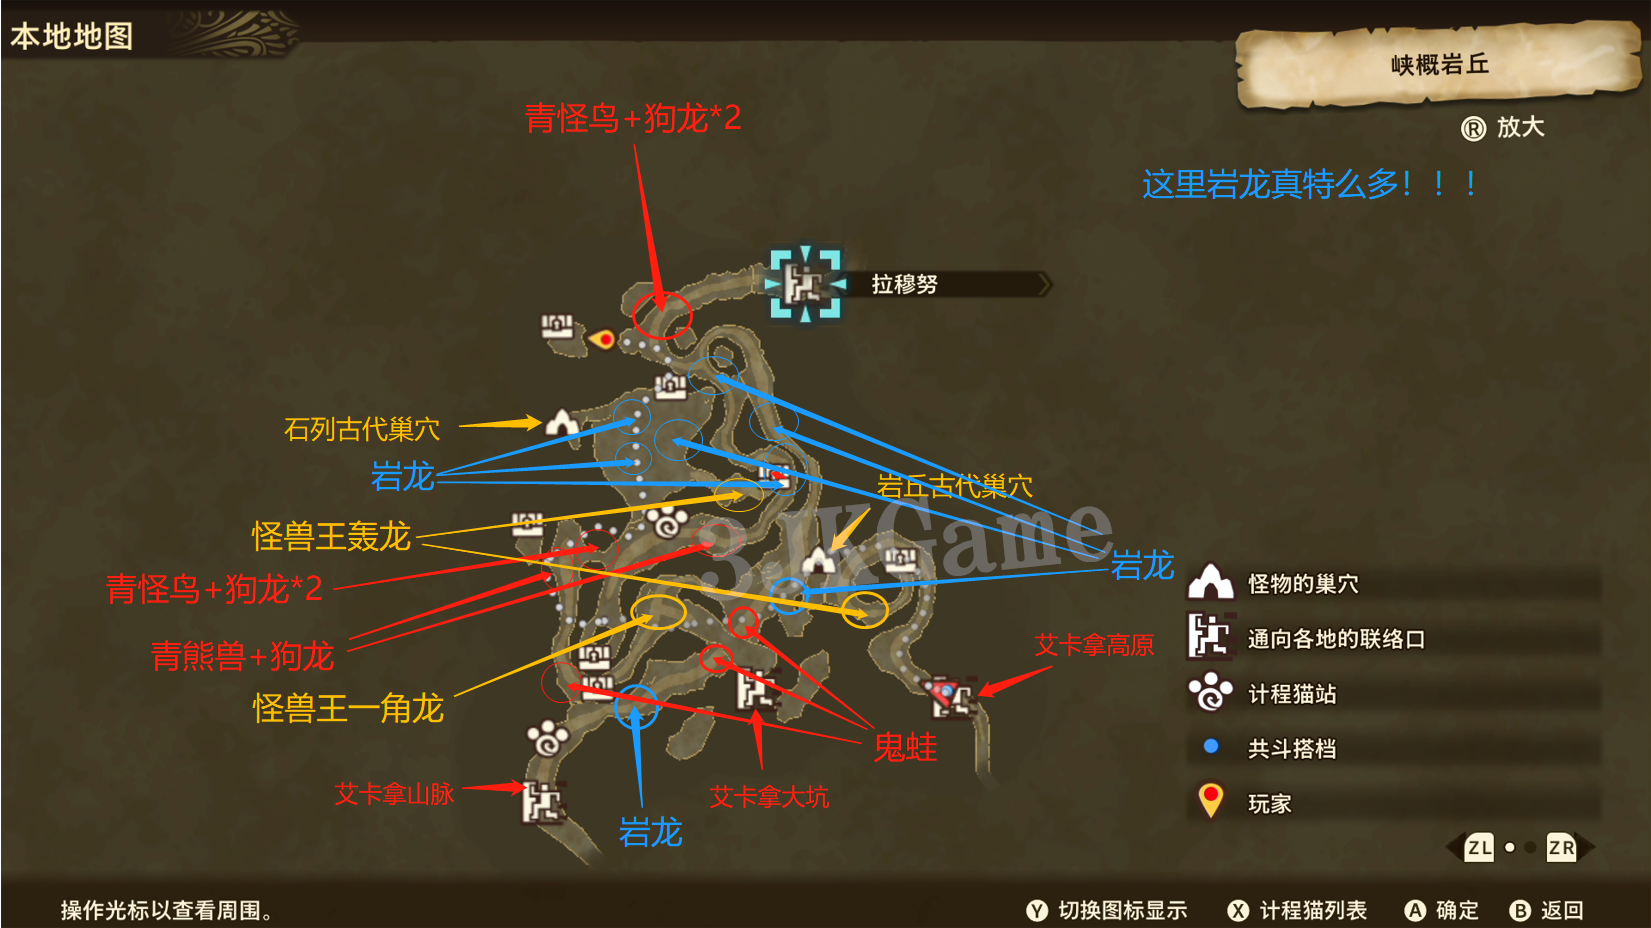 本地地图
峡概岩丘
Ⓡ 放大
青怪鸟+狗龙*2
这里岩龙真特么多！！！
拉穆努
石列古代巢穴
岩龙
岩丘古代巢穴
怪兽王轰龙
3JKGame
岩龙
青怪鸟+狗龙*2
怪物的巢穴
通向各地的联络口
艾卡拿高原
青熊兽+狗龙
计程猫站
怪兽王一角龙
鬼蛙
共斗搭档
艾卡拿山脉
艾卡拿大坑
玩家
岩龙
ZL ZR
操作光标以查看周围。
Ⓨ 切换图标显示 Ⓧ 计程猫列表 Ⓐ 确定 Ⓑ 返回